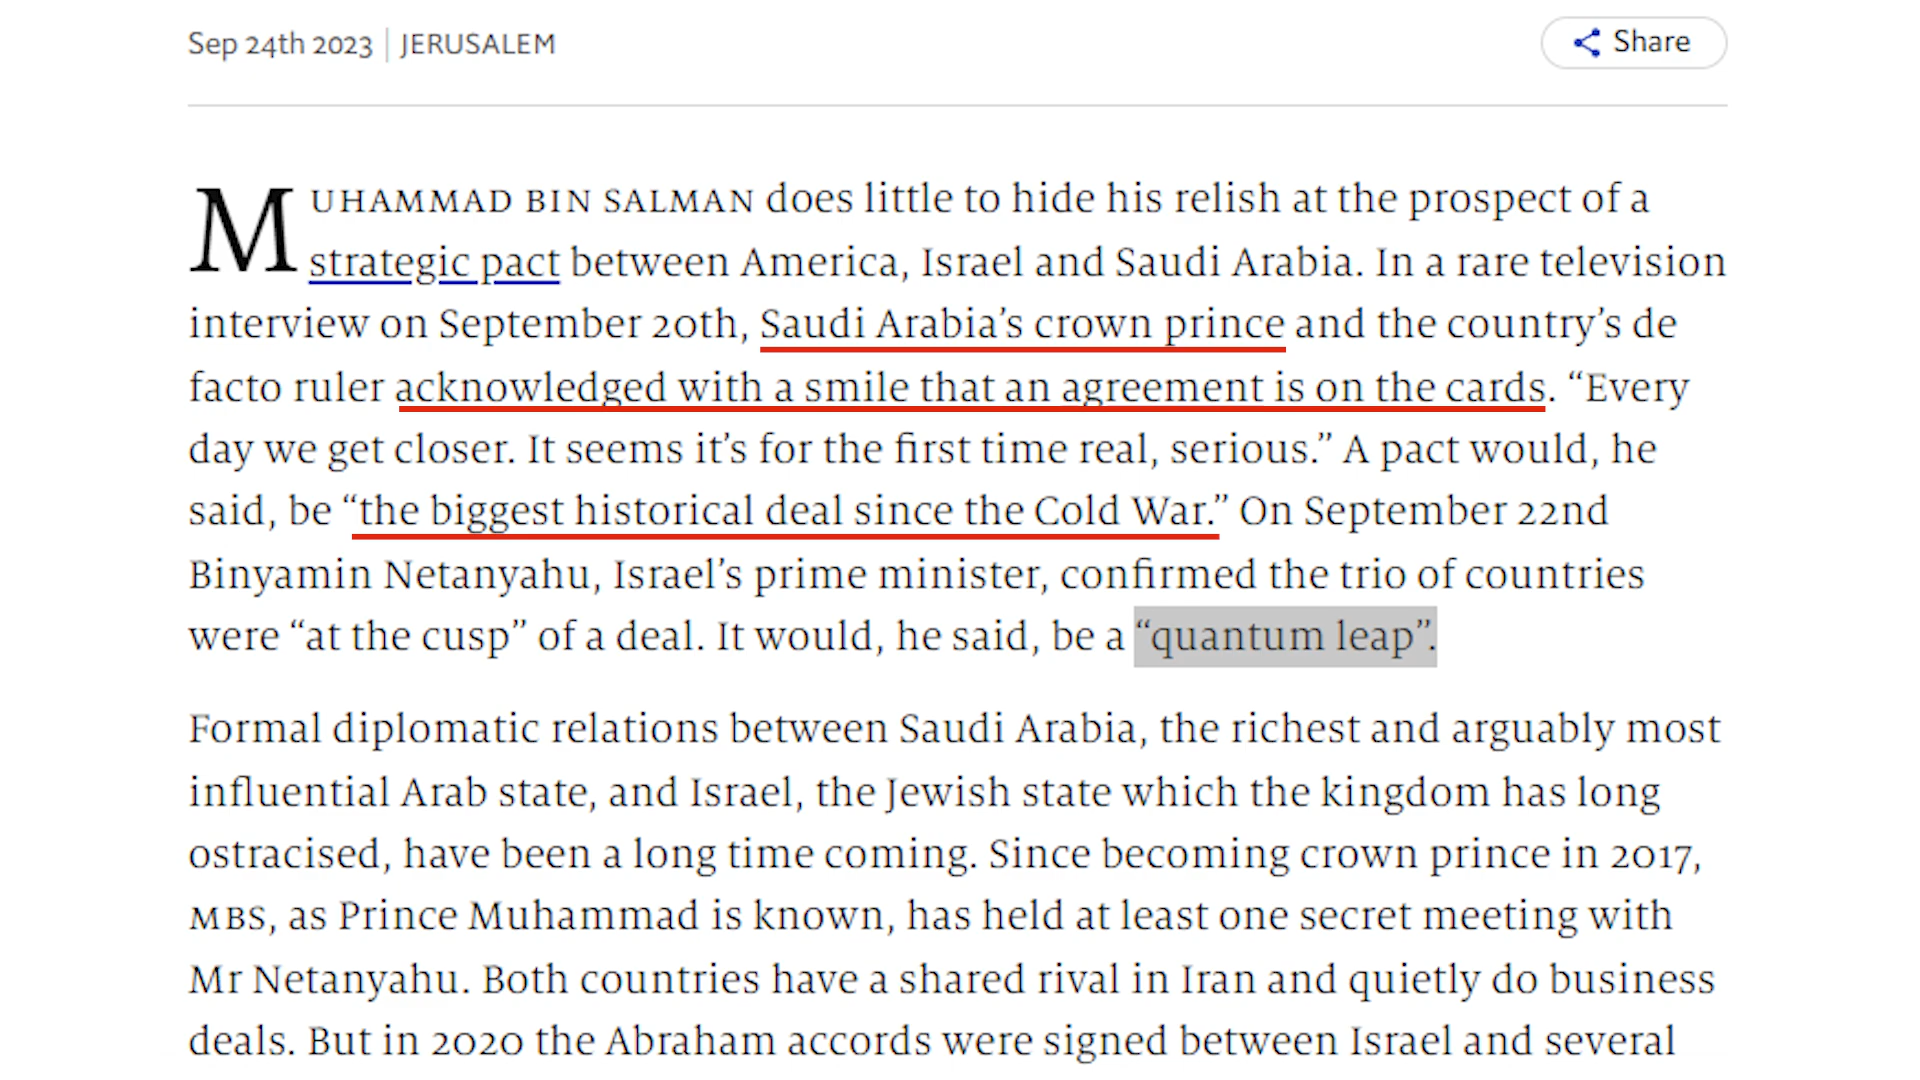 Sep 24th 2023 | JERUSALEM
Share
MUHAMMAD BIN SALMAN does little to hide his relish at the prospect of a
strategic pact between America, Israel and Saudi Arabia. In a rare television
interview on September 20th, Saudi Arabia’s crown prince and the country’s de
facto ruler acknowledged with a smile that an agreement is on the cards. “Every
day we get closer. It seems it’s for the first time real, serious.” A pact would, he
said, be “the biggest historical deal since the Cold War.” On September 22nd
Binyamin Netanyahu, Israel’s prime minister, confirmed the trio of countries
were “at the cusp” of a deal. It would, he said, be a “quantum leap”.
Formal diplomatic relations between Saudi Arabia, the richest and arguably most
influential Arab state, and Israel, the Jewish state which the kingdom has long
ostracised, have been a long time coming. Since becoming crown prince in 2017,
MBS, as Prince Muhammad is known, has held at least one secret meeting with
Mr Netanyahu. Both countries have a shared rival in Iran and quietly do business
deals. But in 2020 the Abraham accords were signed between Israel and several